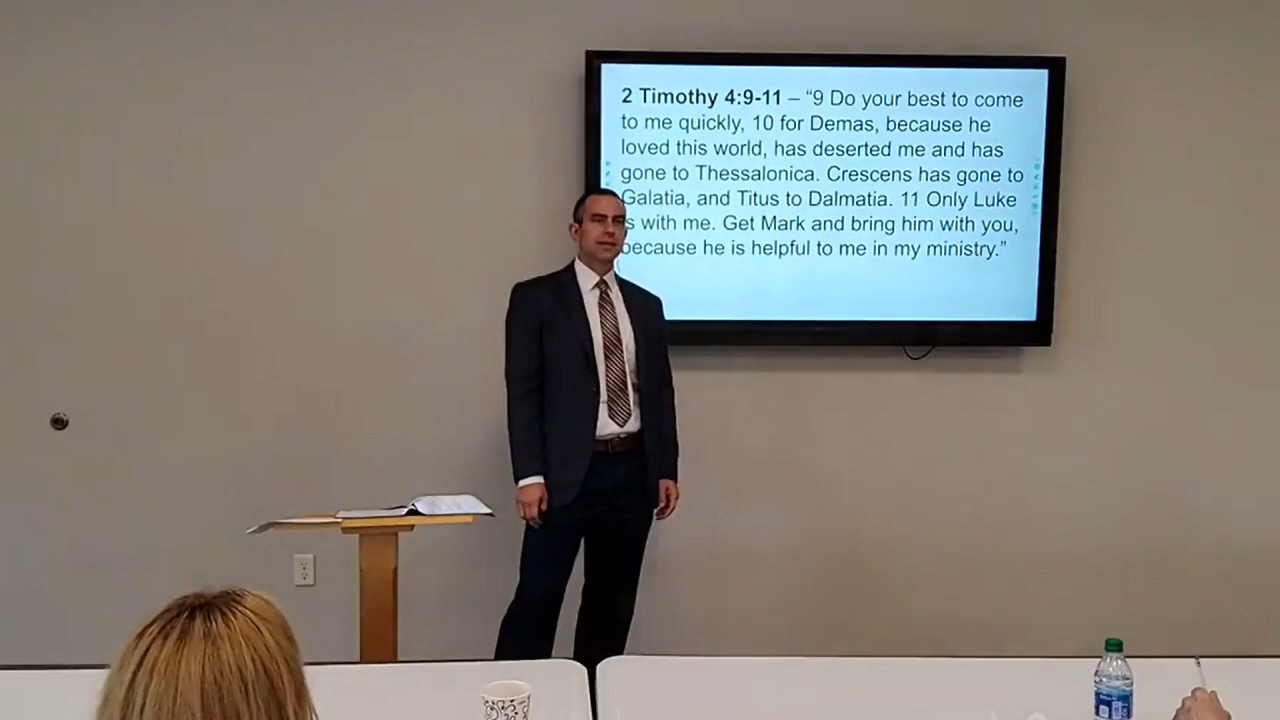 2 Timothy 4:9-11 – “9 Do your best to come
to me quickly, 10 for Demas, because he
loved this world, has deserted me and has
gone to Thessalonica. Crescens has gone to
Galatia, and Titus to Dalmatia. 11 Only Luke
s with me. Get Mark and bring him with you,
because he is helpful to me in my ministry.”